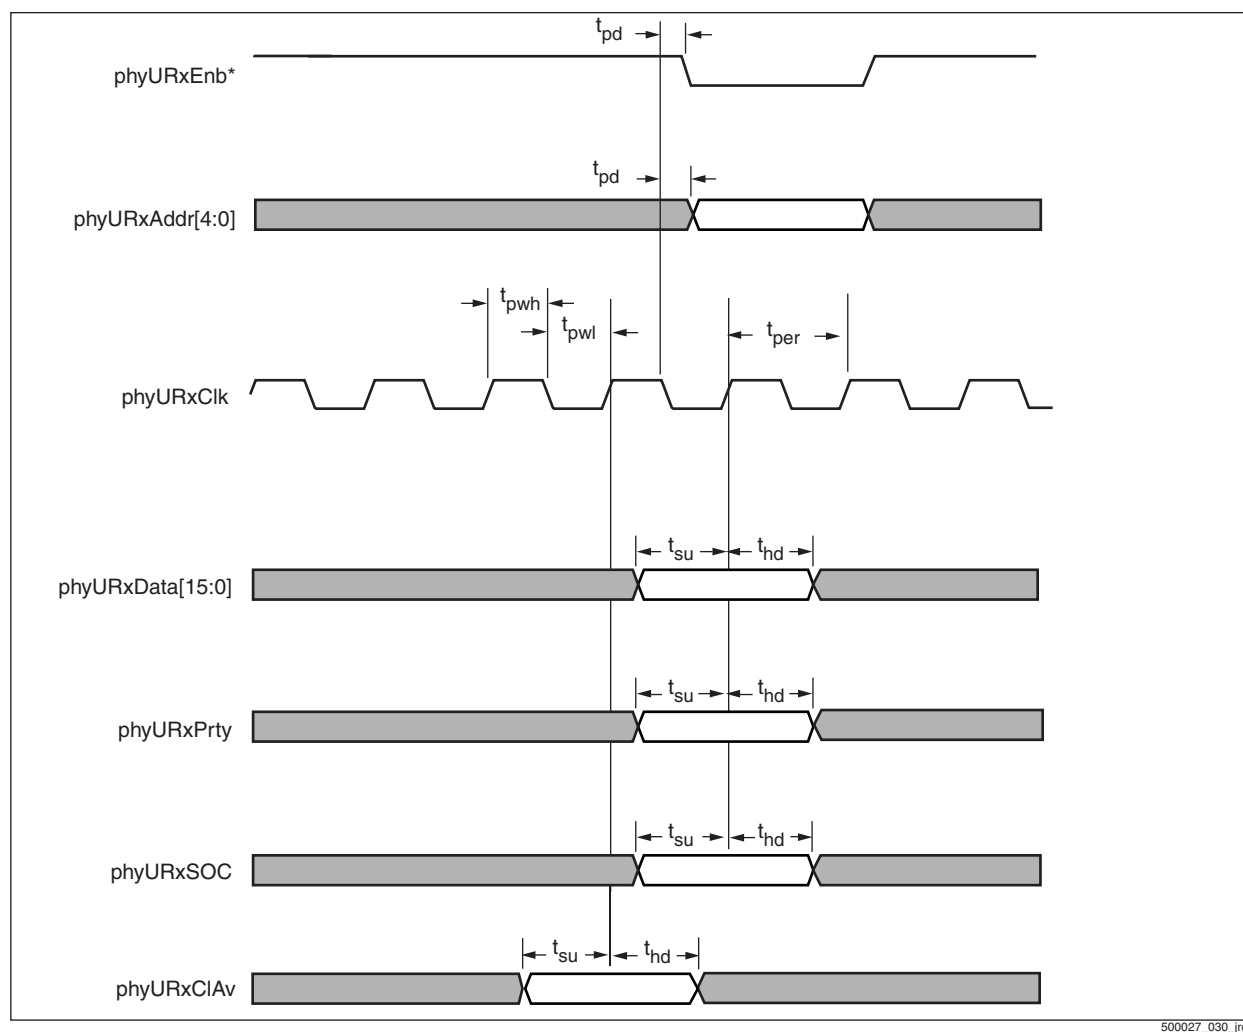 tpd
phyURxEnb*
tpd
phyURxAddr[4:0]
tpwh
tpwl
tper
phyURxClk
tsu thd
phyURxData[15:0]
tsu thd
phyURxPrty
tsu thd
phyURxSOC
tsu thd
phyURxClAv